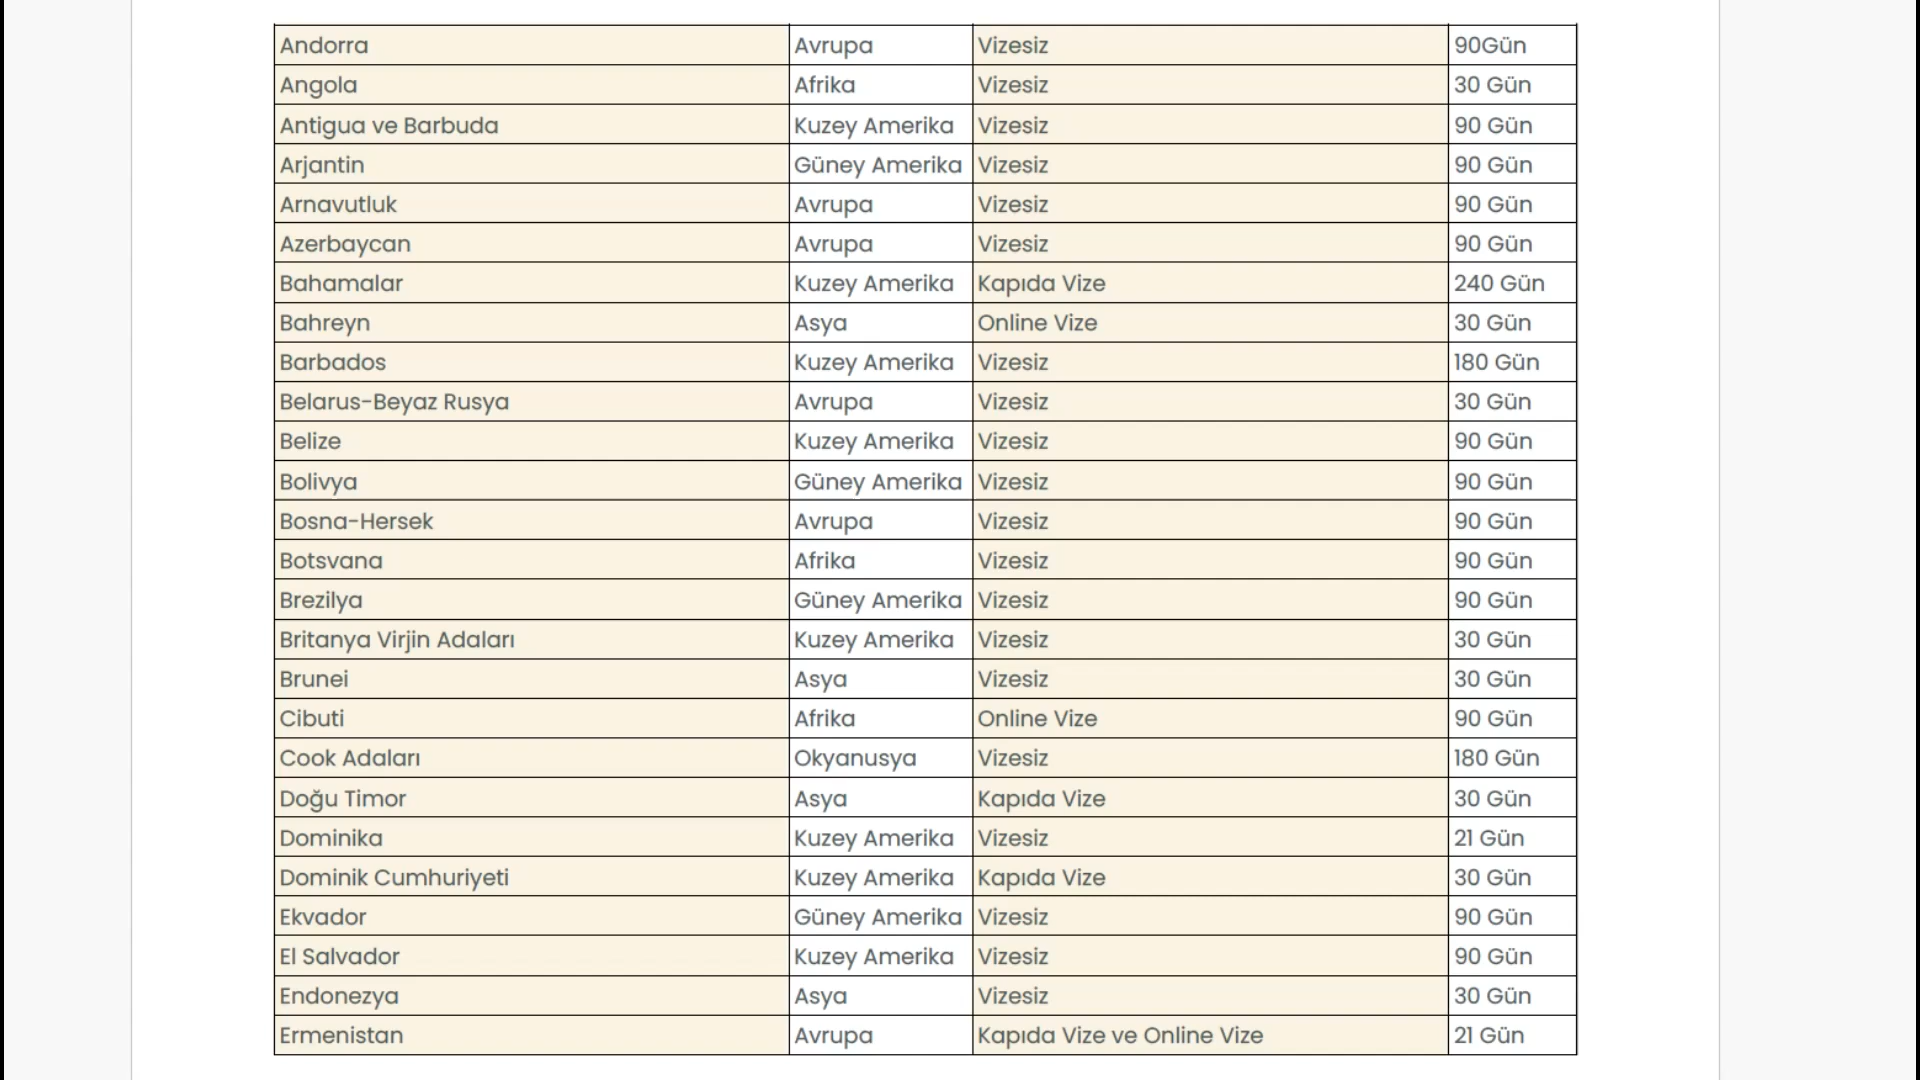 Andorra Avrupa Vizesiz 90Gün
Angola Afrika Vizesiz 30 Gün
Antigua ve Barbuda Kuzey Amerika Vizesiz 90 Gün
Arjantin Güney Amerika Vizesiz 90 Gün
Arnavutluk Avrupa Vizesiz 90 Gün
Azerbaycan Avrupa Vizesiz 90 Gün
Bahamalar Kuzey Amerika Kapıda Vize 240 Gün
Bahreyn Asya Online Vize 30 Gün
Barbados Kuzey Amerika Vizesiz 180 Gün
Belarus-Beyaz Rusya Avrupa Vizesiz 30 Gün
Belize Kuzey Amerika Vizesiz 90 Gün
Bolivya Güney Amerika Vizesiz 90 Gün
Bosna-Hersek Avrupa Vizesiz 90 Gün
Botsvana Afrika Vizesiz 90 Gün
Brezilya Güney Amerika Vizesiz 90 Gün
Britanya Virjin Adaları Kuzey Amerika Vizesiz 30 Gün
Brunei Asya Vizesiz 30 Gün
Cibuti Afrika Online Vize 90 Gün
Cook Adaları Okyanusya Vizesiz 180 Gün
Doğu Timor Asya Kapıda Vize 30 Gün
Dominika Kuzey Amerika Vizesiz 21 Gün
Dominik Cumhuriyeti Kuzey Amerika Kapıda Vize 30 Gün
Ekvador Güney Amerika Vizesiz 90 Gün
El Salvador Kuzey Amerika Vizesiz 90 Gün
Endonezya Asya Vizesiz 30 Gün
Ermenistan Avrupa Kapıda Vize ve Online Vize 21 Gün